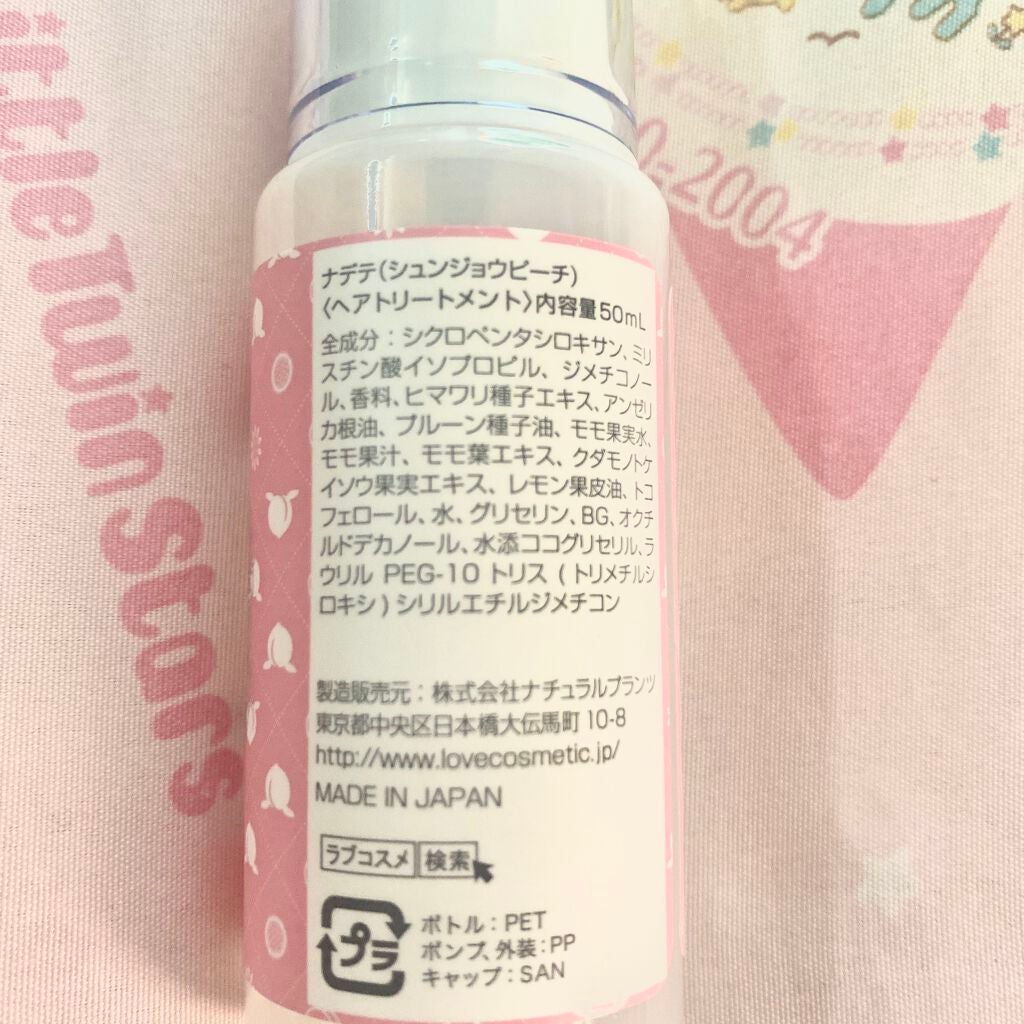 ナデテ(シュンジョウピーチ)
〈ヘアトリートメント〉内容量50mL
全成分：シクロペンタシロキサン、ミリ
スチン酸イソプロピル、ジメチコノー
ル、香料、ヒマワリ種子エキス、アンゼリ
カ根油、プルーン種子油、モモ果実水、
モモ果汁、モモ葉エキス、クダモノトケ
イソウ果実エキス、レモン果皮油、トコ
フェロール、水、グリセリン、BG、オクチ
ルドデカノール、水添ココグリセリル、ラ
ウリル PEG-10 トリス (トリメチルシ
ロキシ) シリルエチルジメチコン
製造販売元：株式会社ナチュラルプランツ
東京都中央区日本橋大伝馬町 10-8
http://www.lovecosmetic.jp/
MADE IN JAPAN
ラブコスメ 検索
プラ
ボトル：PET
ポンプ、外装：PP
キャップ：SAN
ittle Twin Stars
0-2004